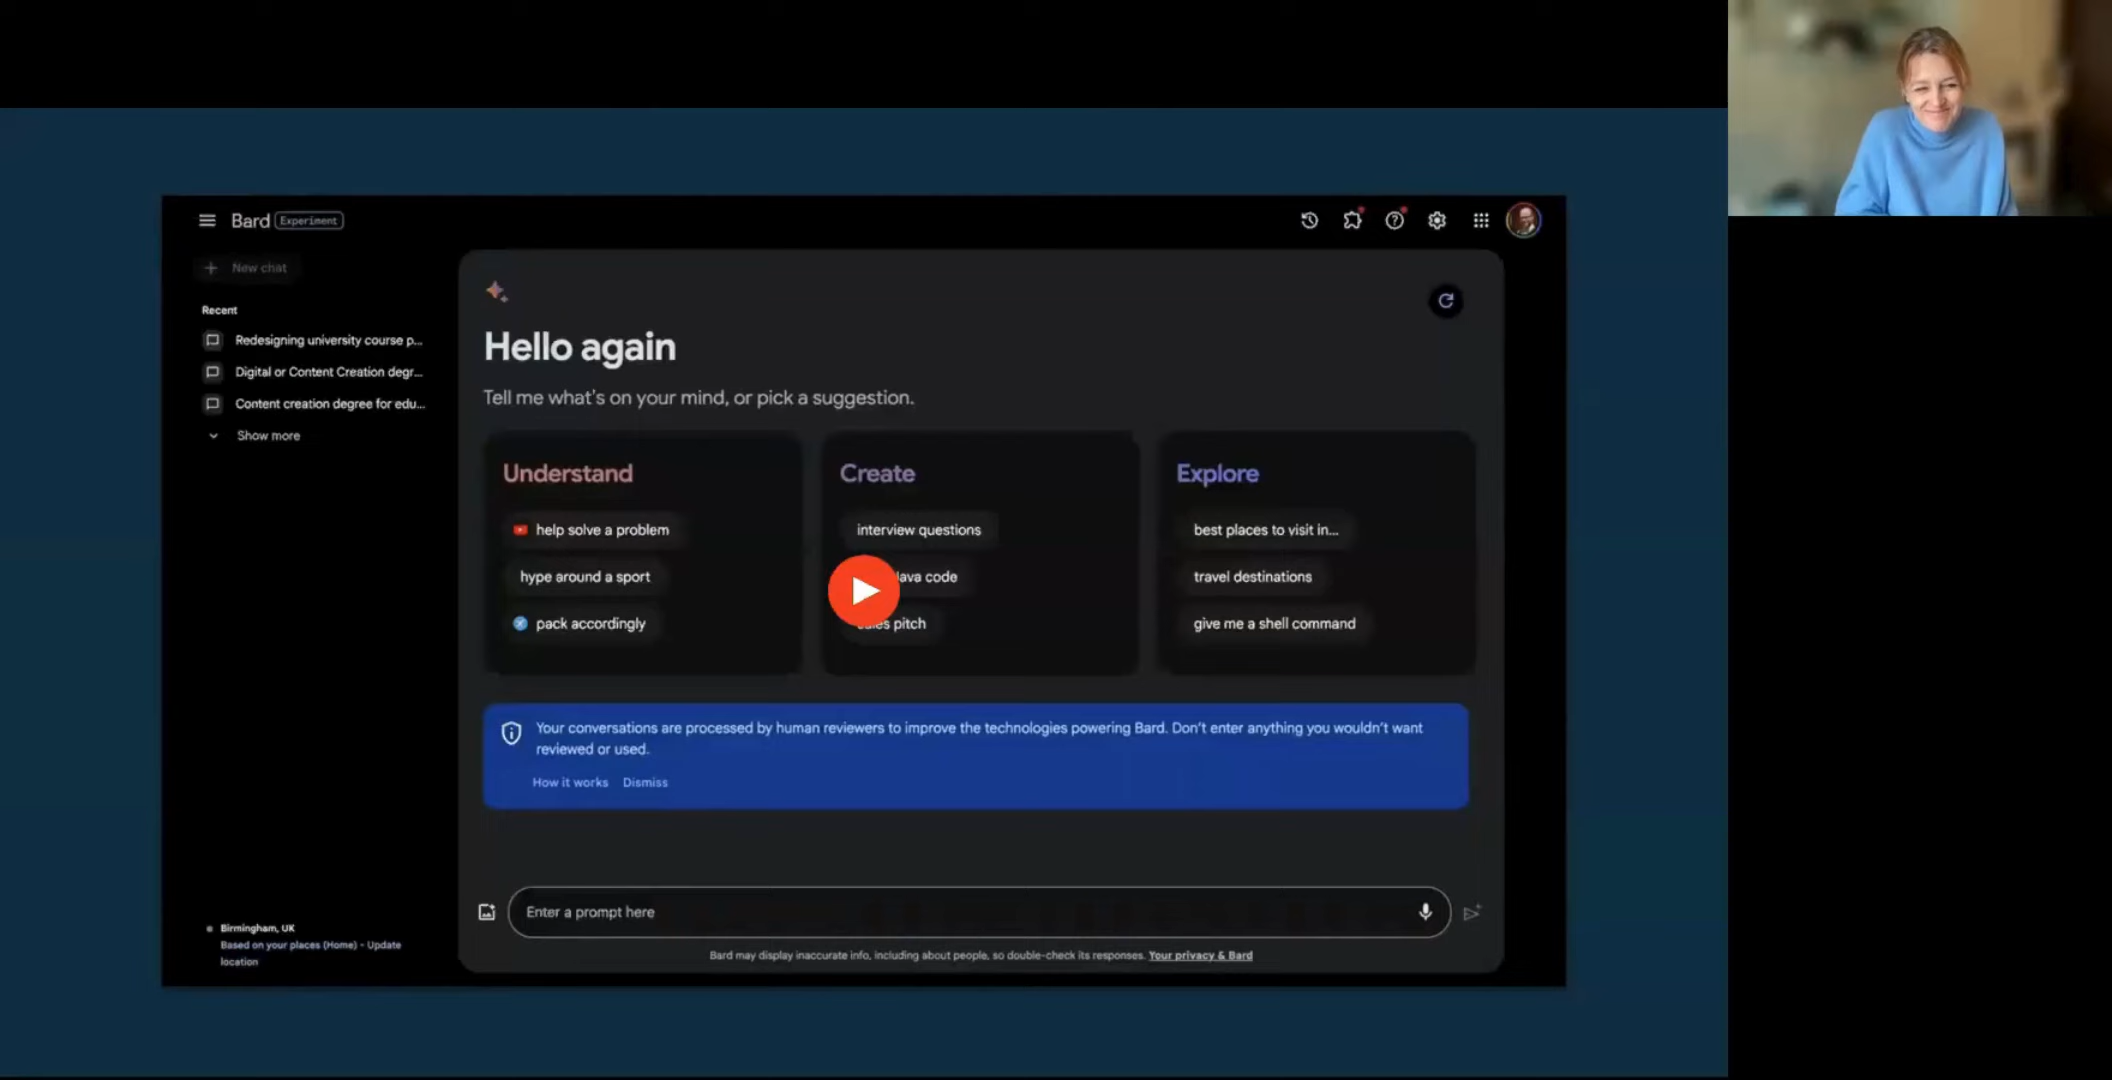 Bard Experiment
New chat
Recent
Redesigning university course p...
Digital or Content Creation degr...
Content creation degree for edu...
Show more
Hello again
Tell me what's on your mind, or pick a suggestion.
Understand
help solve a problem
hype around a sport
pack accordingly
Create
interview questions
Java code
sales pitch
Explore
best places to visit in...
travel destinations
give me a shell command
Your conversations are processed by human reviewers to improve the technologies powering Bard. Don't enter anything you wouldn't want
reviewed or used.
How it works Dismiss
Enter a prompt here
Bard may display inaccurate info, including about people, so double-check its responses. Your privacy & Bard
Birmingham, UK
Based on your places (Home) - Update
location